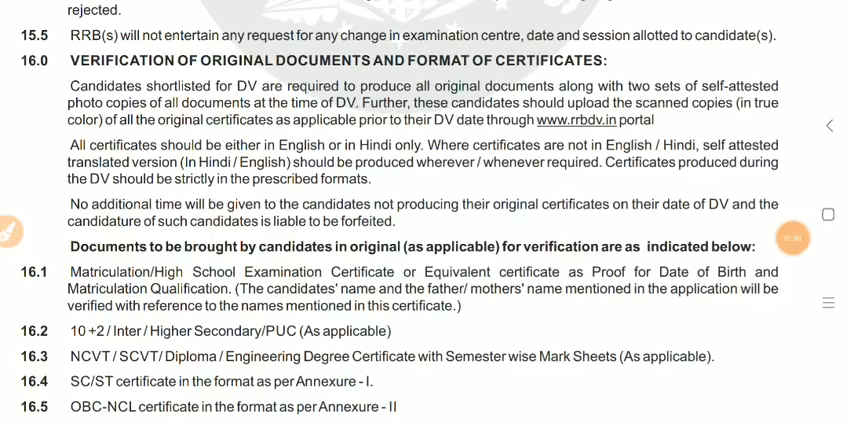 rejected.
15.5 RRB(s) will not entertain any request for any change in examination centre, date and session allotted to candidate(s).
16.0 VERIFICATION OF ORIGINAL DOCUMENTS AND FORMAT OF CERTIFICATES:
Candidates shortlisted for DV are required to produce all original documents along with two sets of self-attested
photo copies of all documents at the time of DV. Further, these candidates should upload the scanned copies (in true
color) of all the original certificates as applicable prior to their DV date through www.rrbdv.in portal
All certificates should be either in English or in Hindi only. Where certificates are not in English / Hindi, self attested
translated version (In Hindi / English) should be produced wherever / whenever required. Certificates produced during
the DV should be strictly in the prescribed formats.
No additional time will be given to the candidates not producing their original certificates on their date of DV and the
candidature of such candidates is liable to be forfeited.
Documents to be brought by candidates in original (as applicable) for verification are as indicated below:
16.1 Matriculation/High School Examination Certificate or Equivalent certificate as Proof for Date of Birth and
Matriculation Qualification. (The candidates' name and the father/ mothers' name mentioned in the application will be
verified with reference to the names mentioned in this certificate.)
16.2 10 +2 / Inter / Higher Secondary/PUC (As applicable)
16.3 NCVT / SCVT/ Diploma / Engineering Degree Certificate with Semester wise Mark Sheets (As applicable).
16.4 SC/ST certificate in the format as per Annexure - I.
16.5 OBC-NCL certificate in the format as per Annexure - II